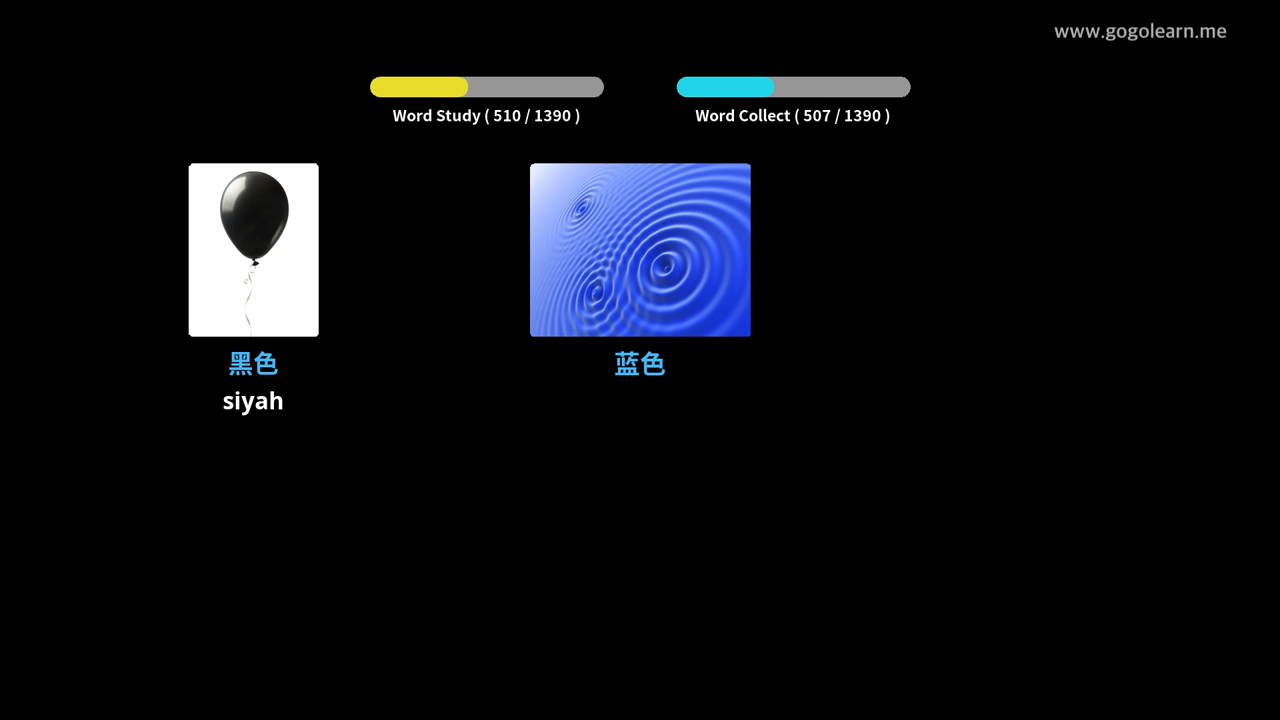 www.gogolearn.me
Word Study ( 510 / 1390 )
Word Collect ( 507 / 1390 )
黑色
siyah
蓝色